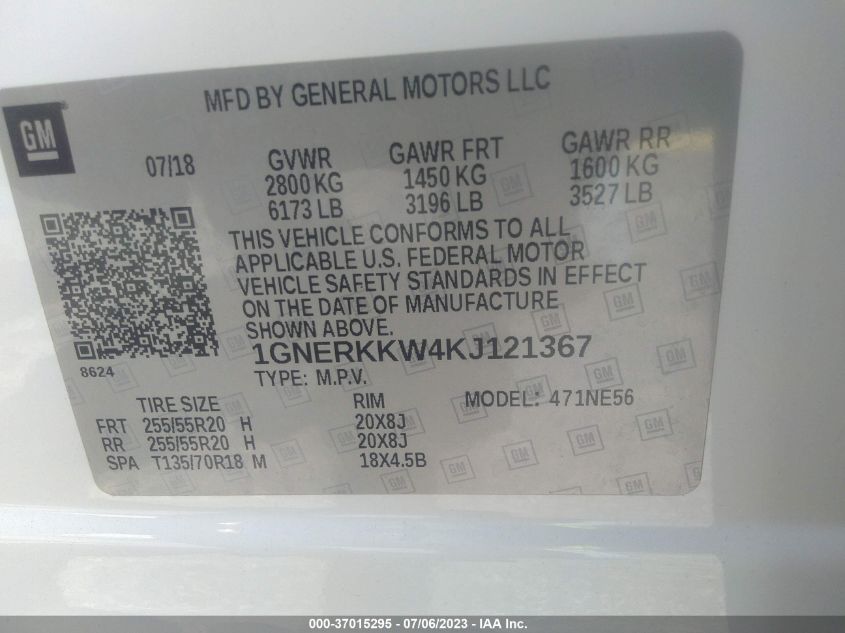 MFD BY GENERAL MOTORS LLC
GM
07/18 GVWR GAWR FRT GAWR RR
2800 KG 1450 KG 1600 KG
6173 LB 3196 LB 3527 LB
THIS VEHICLE CONFORMS TO ALL
APPLICABLE U.S. FEDERAL MOTOR
VEHICLE SAFETY STANDARDS IN EFFECT
ON THE DATE OF MANUFACTURE
SHOWN ABOVE.
8624
1GNERKKW4KJ121367
TYPE: M.P.V.
MODEL: 471NE56
TIRE SIZE RIM
FRT 255/55R20 H 20X8J
RR 255/55R20 H 20X8J
SPA T135/70R18 M 18X4.5B
000-37015295 - 07/06/2023 - IAA Inc.